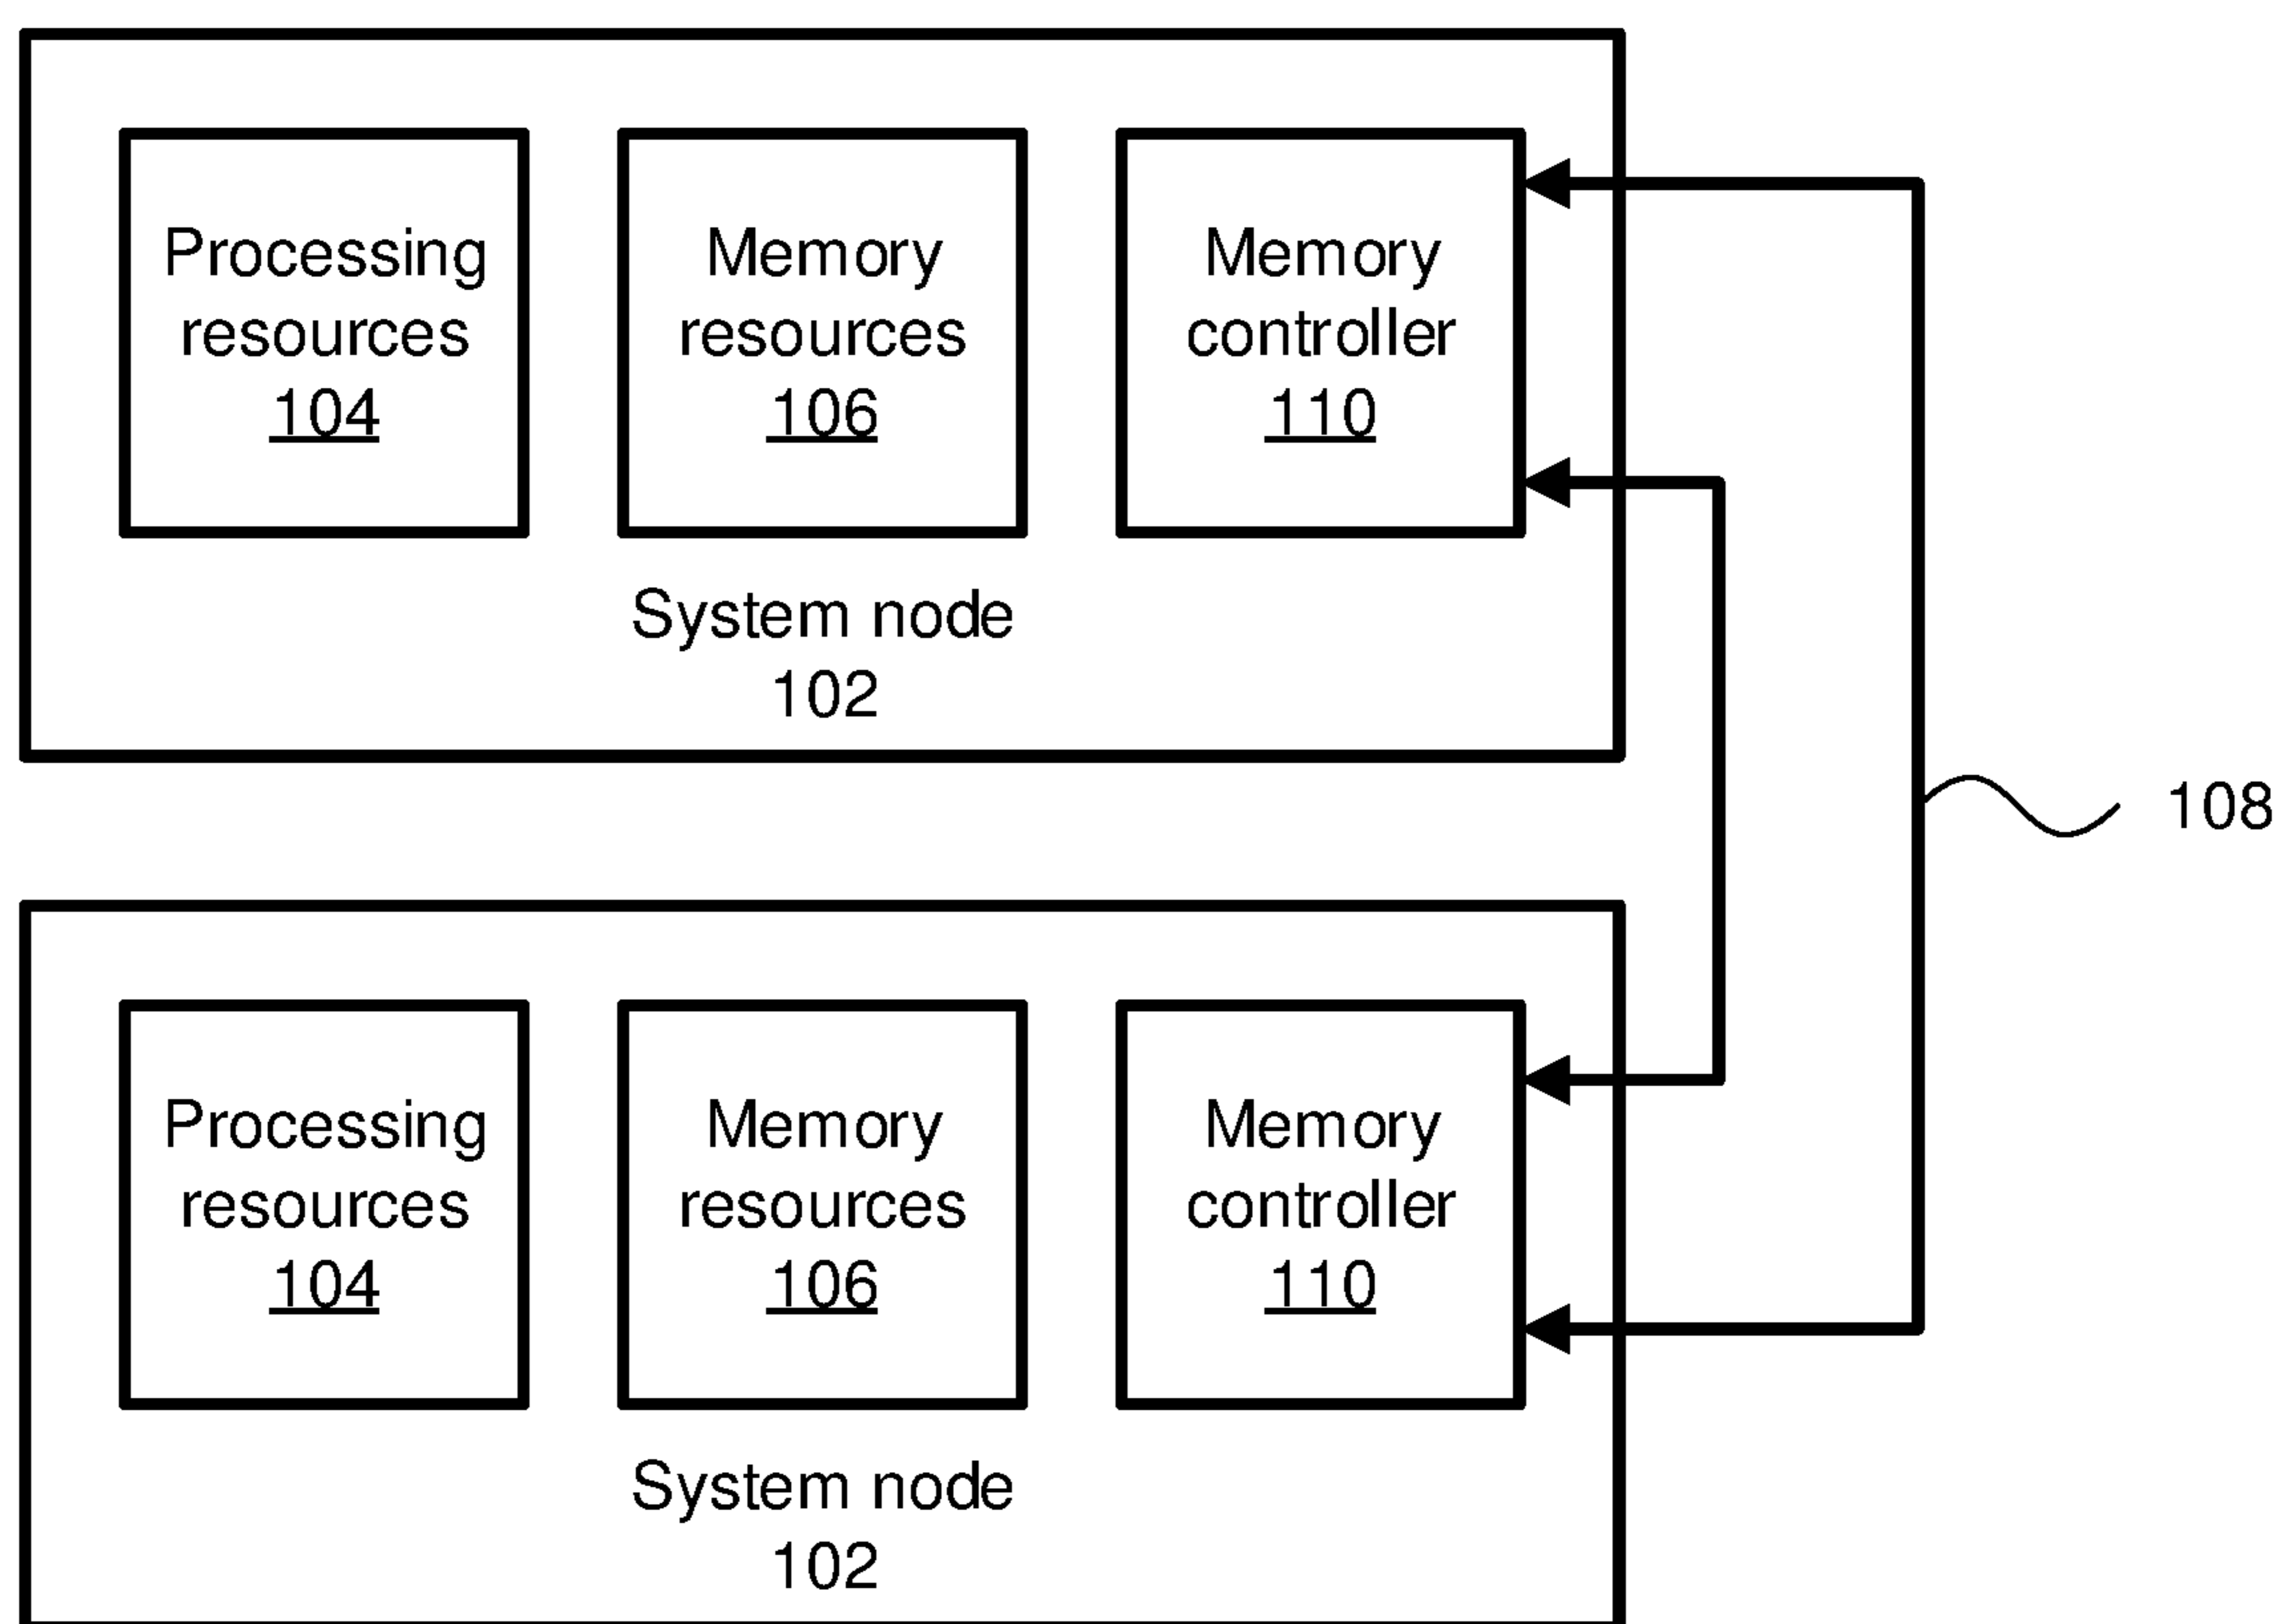 Processing
resources
104
Memory
resources
106
Memory
controller
110
System node
102
108
Processing
resources
104
Memory
resources
106
Memory
controller
110
System node
102